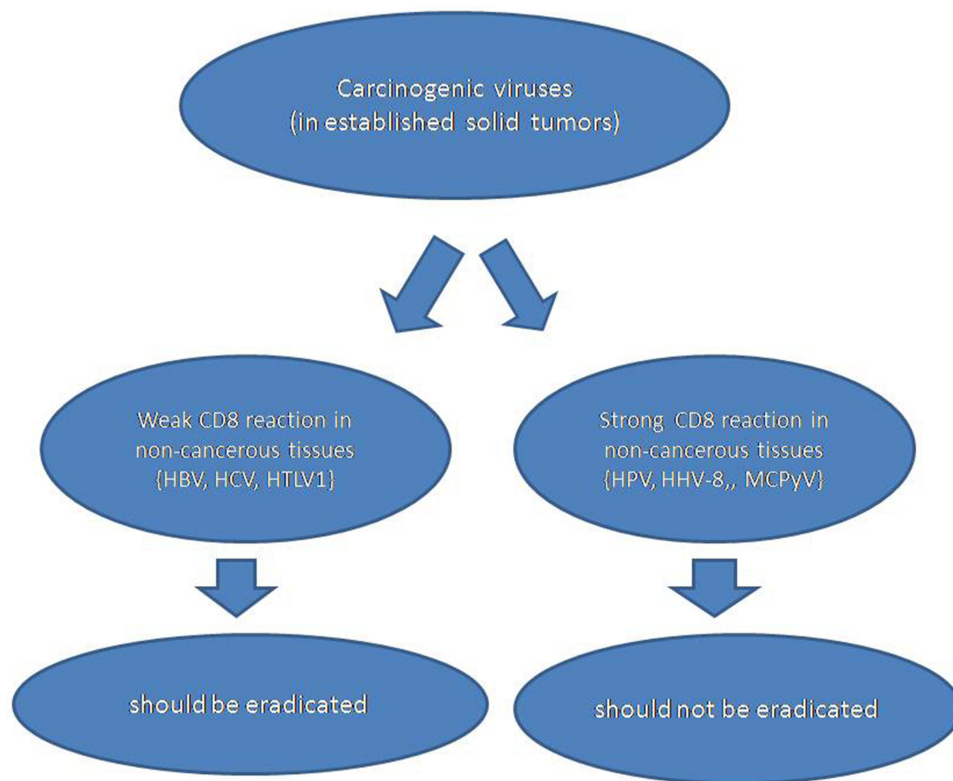 Carcinogenic viruses
(in established solid tumors)
Weak CD8 reaction in
non-cancerous tissues
{HBV, HCV, HTLV1}
Strong CD8 reaction in
non-cancerous tissues
{HPV, HHV-8,, MCPyV}
should be eradicated
should not be eradicated